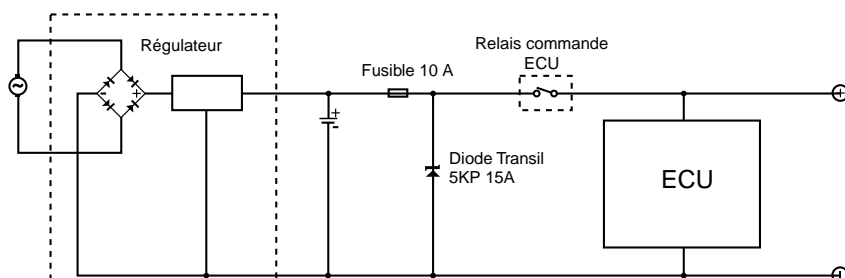 Régulateur
Fusible 10 A
Relais commande
ECU
Diode Transil
5KP 15A
ECU